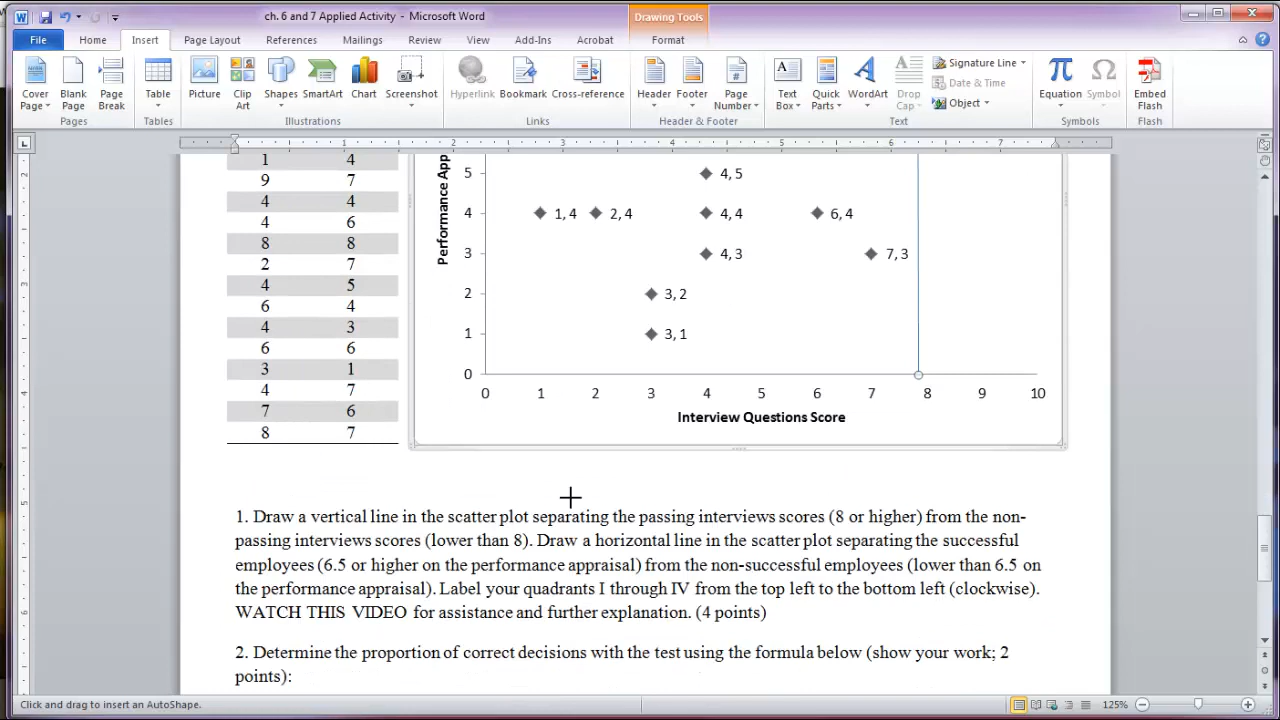 ch. 6 and 7 Applied Activity - Microsoft Word
Drawing Tools
File Home Insert Page Layout References Mailings Review View Add-Ins Acrobat Format
Cover Page
Blank Page
Page Break
Table
Picture
Clip Art
Shapes
SmartArt
Chart
Screenshot
Hyperlink
Bookmark
Cross-reference
Header
Footer
Page Number
Text Box
Quick Parts
WordArt
Drop Cap
Signature Line
Date & Time
Object
Equation
Symbol
Embed Flash
Pages Tables Illustrations Links Header & Footer Text Symbols Flash
2 1 1 2 3 4 5 6 7
1 4
9 7
4 4
4 6
8 8
2 7
4 5
6 4
4 3
6 6
3 1
4 7
7 6
8 7
Performance App
5
4
3
2
1
0
4, 5
1, 4 2, 4 4, 4 6, 4
4, 3 7, 3
3, 2
3, 1
0 1 2 3 4 5 6 7 8 9 10
Interview Questions Score
1. Draw a vertical line in the scatter plot separating the passing interviews scores (8 or higher) from the non-
passing interviews scores (lower than 8). Draw a horizontal line in the scatter plot separating the successful
employees (6.5 or higher on the performance appraisal) from the non-successful employees (lower than 6.5 on
the performance appraisal). Label your quadrants I through IV from the top left to the bottom left (clockwise).
WATCH THIS VIDEO for assistance and further explanation. (4 points)
2. Determine the proportion of correct decisions with the test using the formula below (show your work; 2
points):
Click and drag to insert an AutoShape.
125%